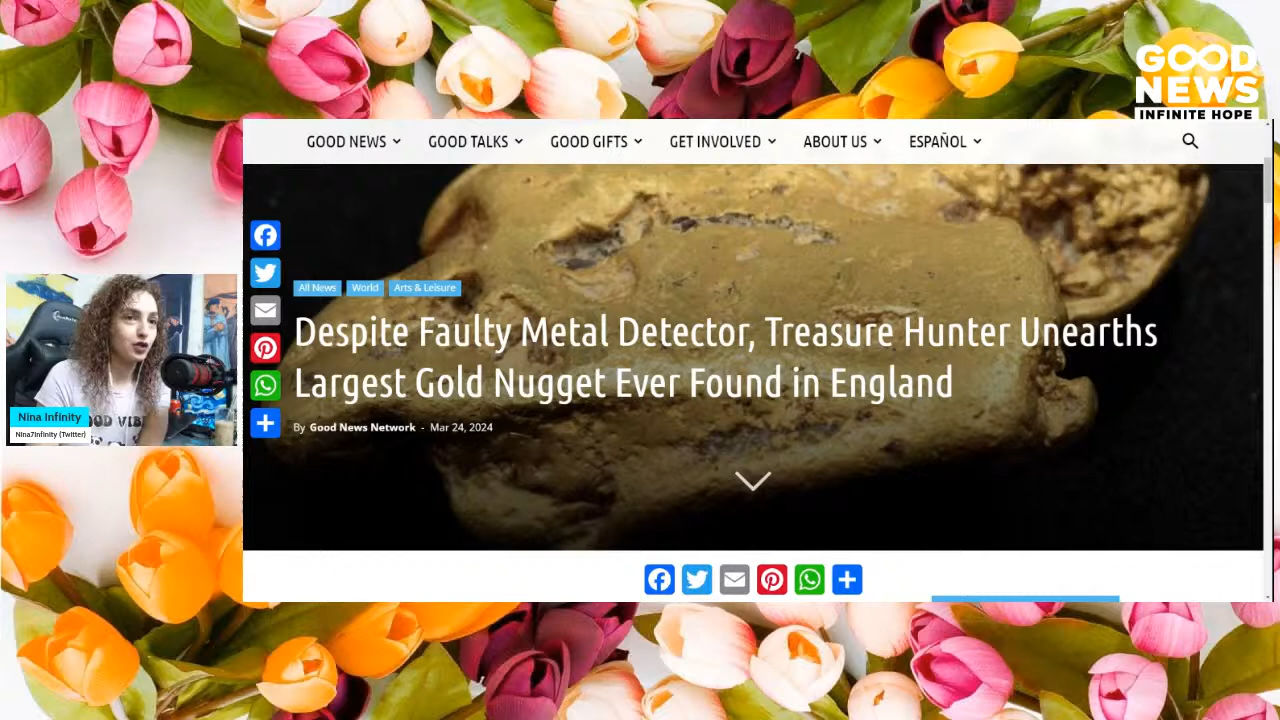 GOOD
NEWS
INFINITE HOPE
GOOD NEWS GOOD TALKS GOOD GIFTS GET INVOLVED ABOUT US ESPAÑOL
All News World Arts & Leisure
Despite Faulty Metal Detector, Treasure Hunter Unearths
Largest Gold Nugget Ever Found in England
By Good News Network - Mar 24, 2024
Nina Infinity
Nina7Infinity (Twitter)
OOD VIB